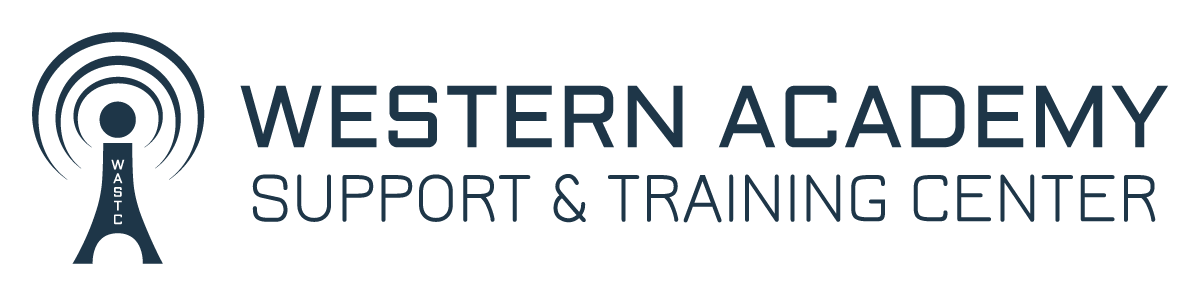 WASTC
WESTERN ACADEMY
SUPPORT & TRAINING CENTER